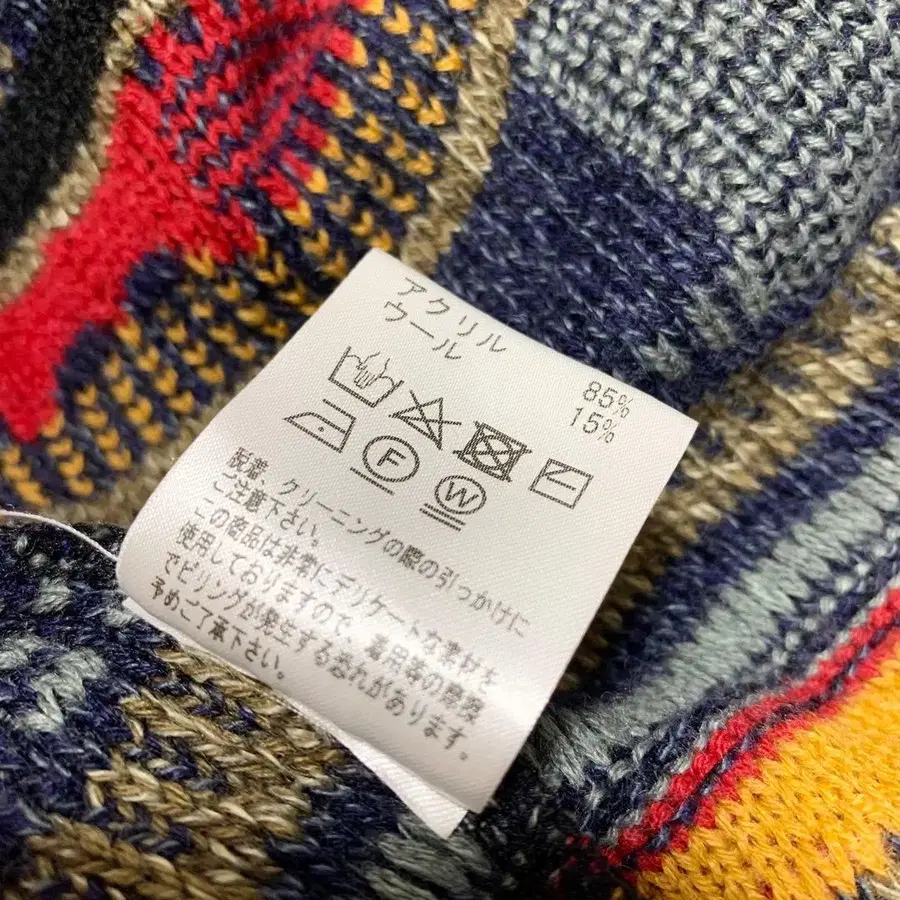 アクリル 85%
ウール 15%
F
W
脱着、クリーニングの際の引っかけに
ご注意下さい。
この商品は非常にデリケートな素材を
使用しておりますので、着用等の摩擦
でピリングが発生する恐れがあります。
予めご了承下さい。